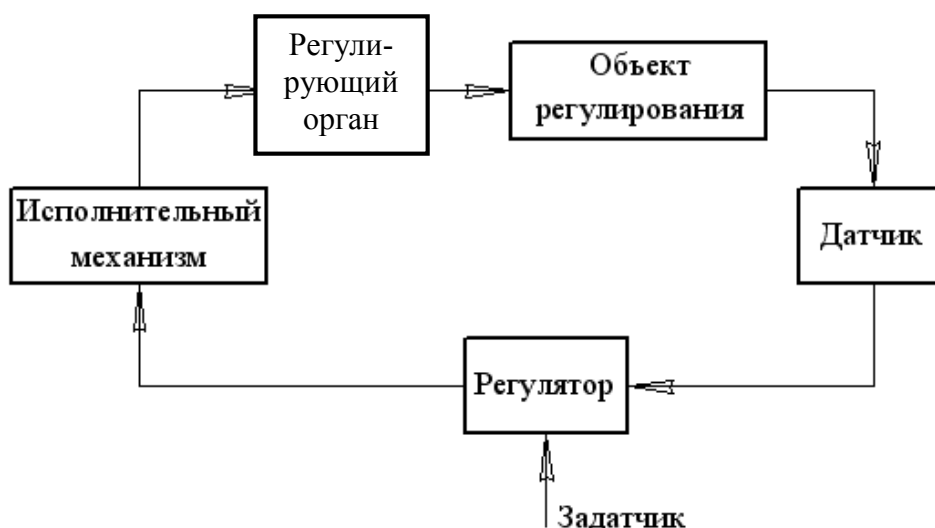 Регули-
рующий
орган
Объект
регулирования
Исполнительный
механизм
Датчик
Регулятор
Задатчик